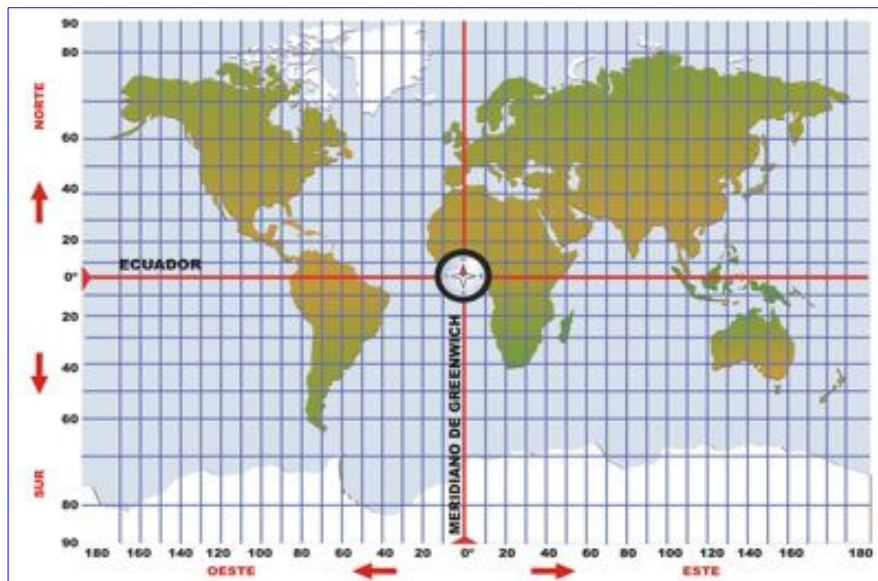 90
80
NORTE
60
40
20
ECUADOR
0°
20
40
60
SUR
80
90
MERIDIANO DE GREENWICH
180 160 140 120 100 80 60 40 20 0° 20 40 60 80 100 120 140 160 180
OESTE
ESTE